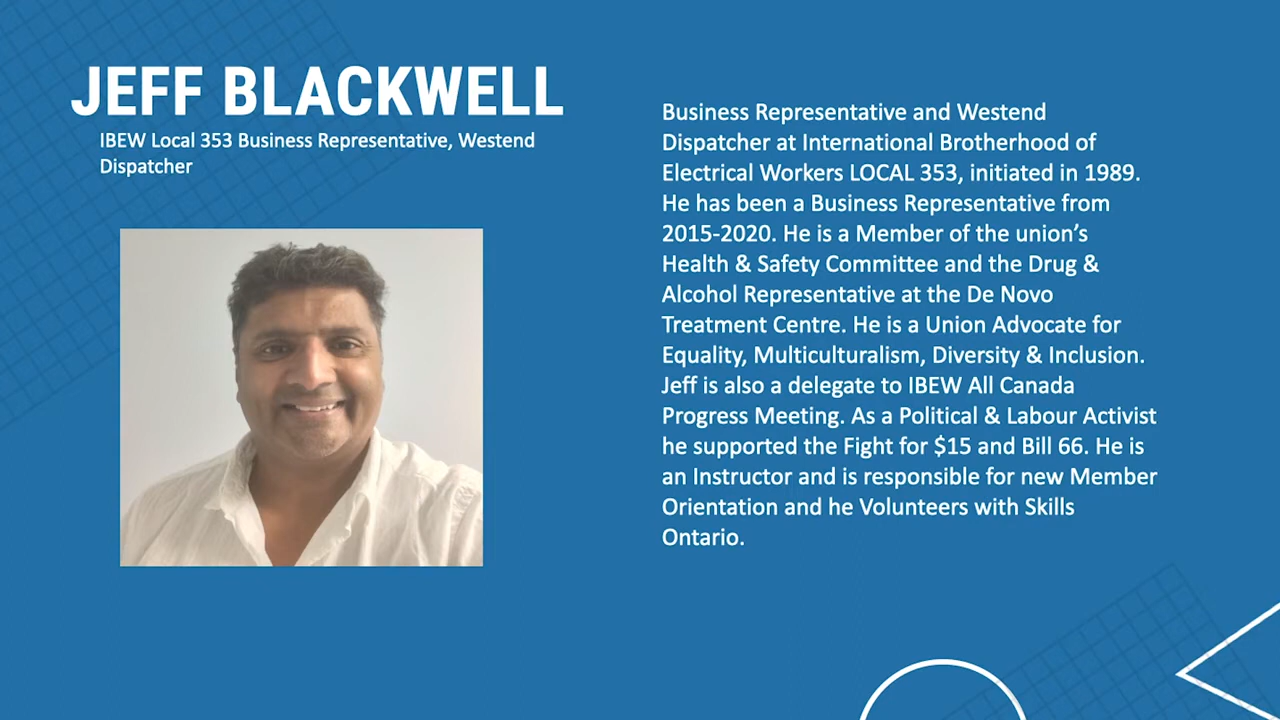 JEFF BLACKWELL
IBEW Local 353 Business Representative, Westend
Dispatcher
Business Representative and Westend
Dispatcher at International Brotherhood of
Electrical Workers LOCAL 353, initiated in 1989.
He has been a Business Representative from
2015-2020. He is a Member of the union’s
Health & Safety Committee and the Drug &
Alcohol Representative at the De Novo
Treatment Centre. He is a Union Advocate for
Equality, Multiculturalism, Diversity & Inclusion.
Jeff is also a delegate to IBEW All Canada
Progress Meeting. As a Political & Labour Activist
he supported the Fight for $15 and Bill 66. He is
an Instructor and is responsible for new Member
Orientation and he Volunteers with Skills
Ontario.